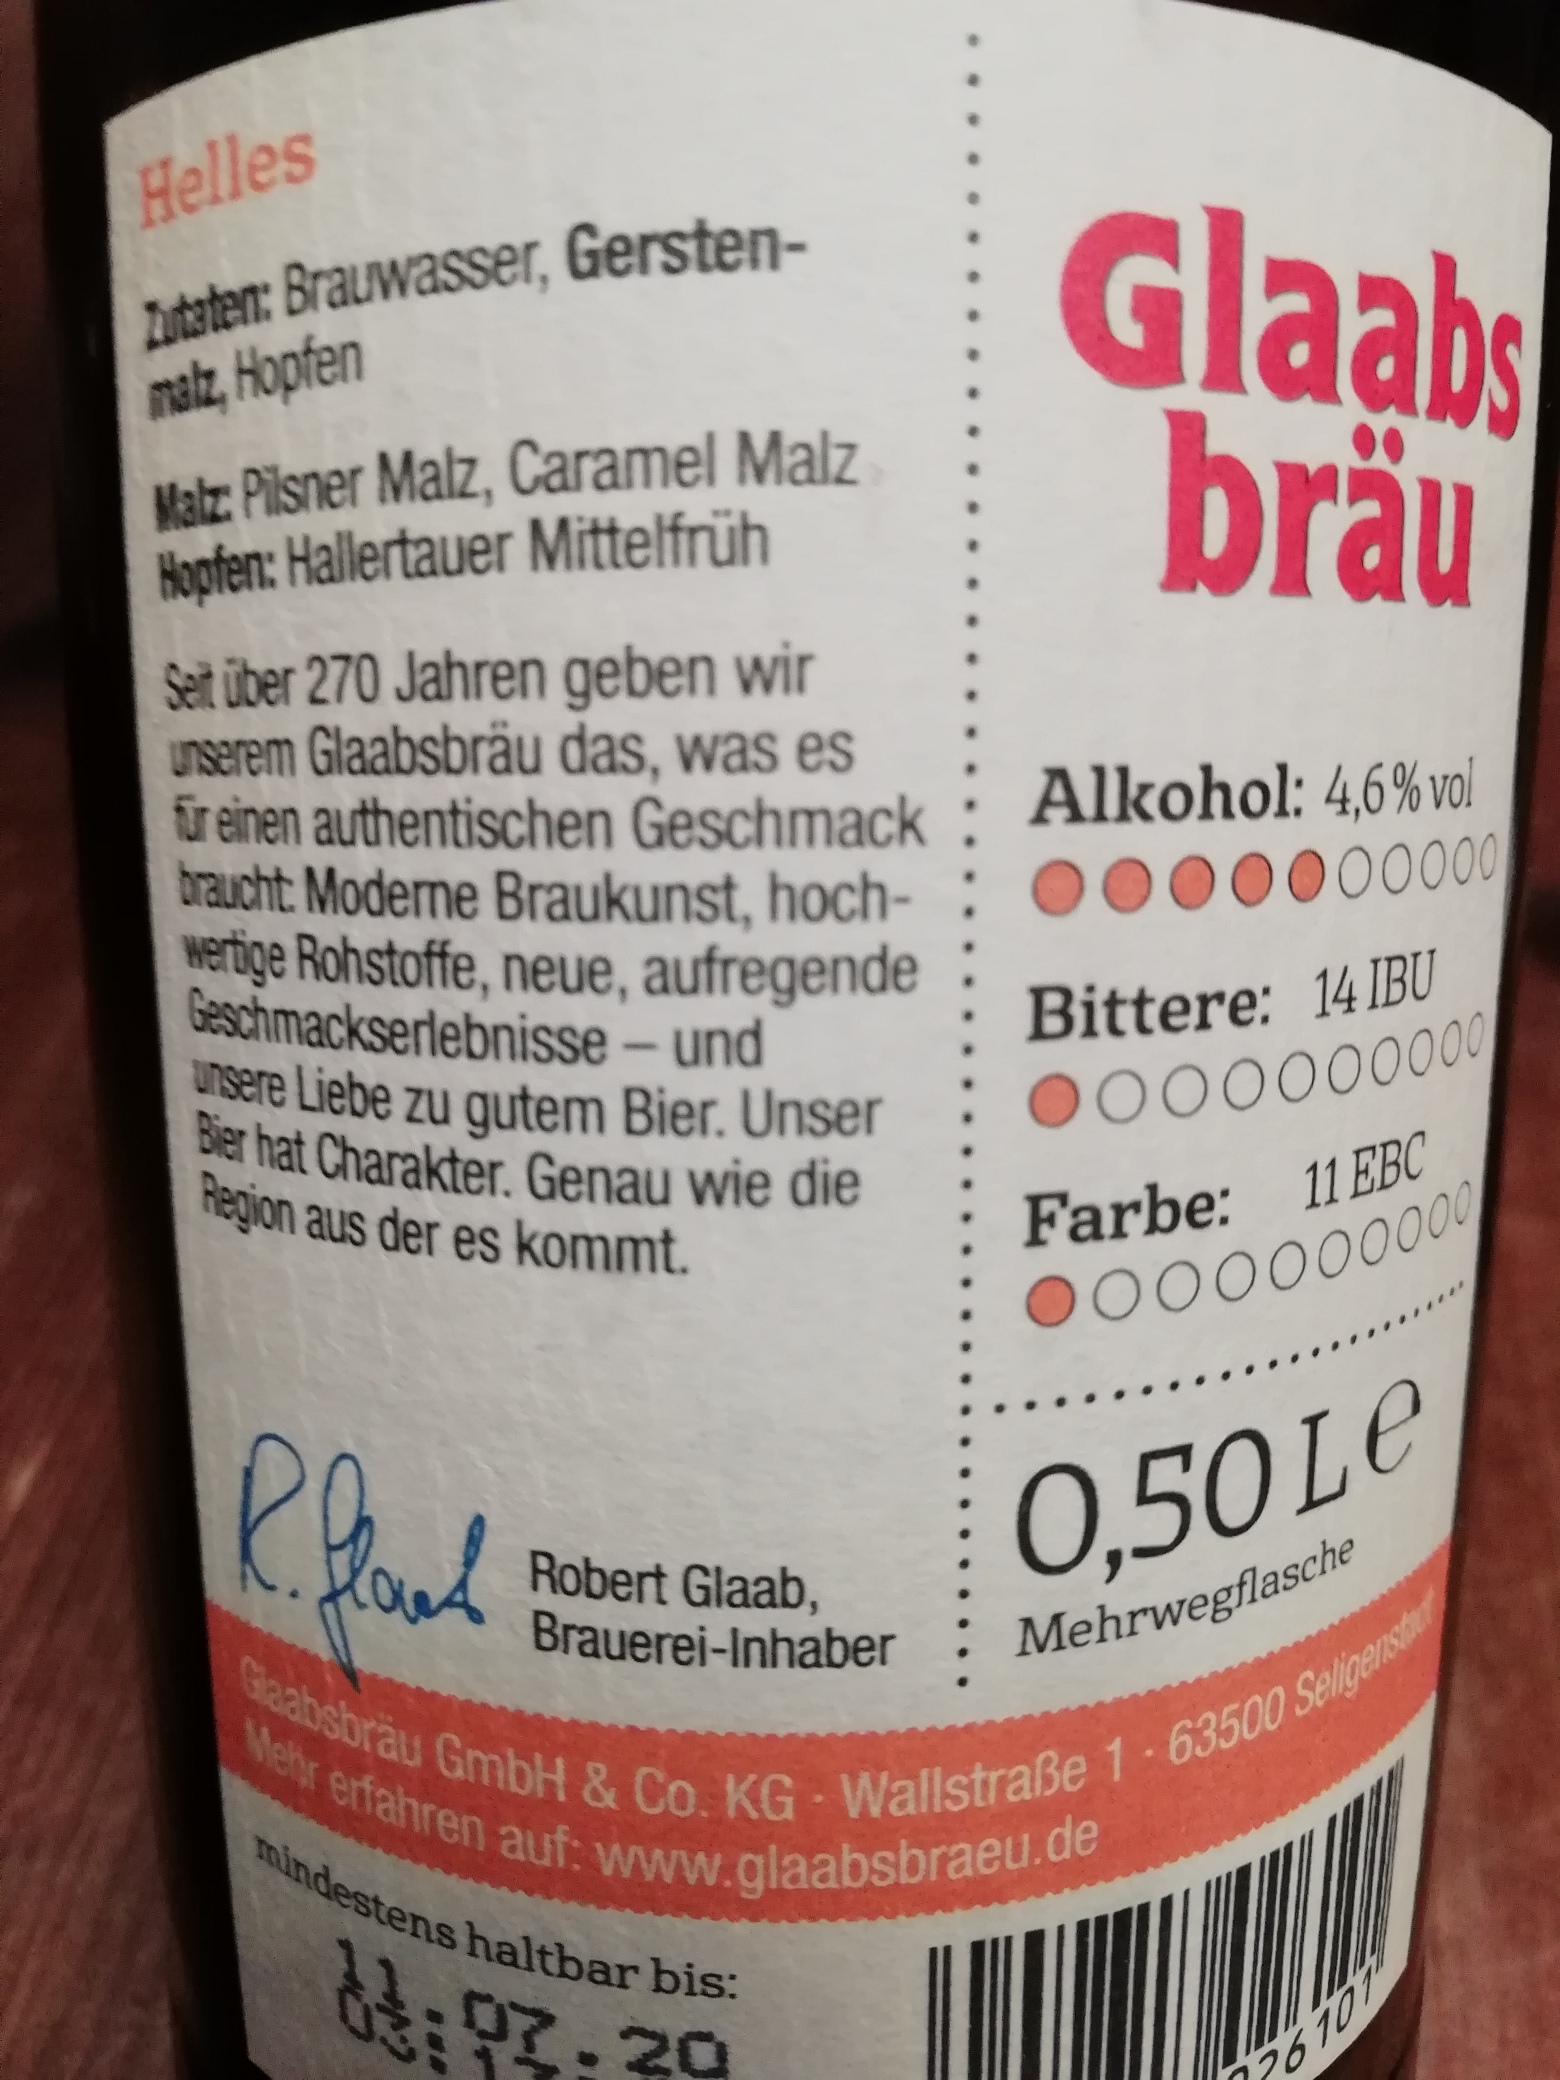 Helles
Zutaten: Brauwasser, Gersten-
malz, Hopfen
Malz: Pilsner Malz, Caramel Malz
Hopfen: Hallertauer Mittelfrüh
Seit über 270 Jahren geben wir
unserem Glaabsbräu das, was es
für einen authentischen Geschmack
braucht: Moderne Braukunst, hoch-
wertige Rohstoffe, neue, aufregende
Geschmackserlebnisse – und
unsere Liebe zu gutem Bier. Unser
Bier hat Charakter. Genau wie die
Region aus der es kommt.
R. Glaab
Robert Glaab,
Brauerei-Inhaber
Glaabs
bräu
Alkohol: 4,6 % vol
Bittere: 14 IBU
Farbe: 11 EBC
0,50 L e
Mehrwegflasche
Glaabsbräu GmbH & Co. KG · Wallstraße 1 · 63500 Seligenstadt
Mehr erfahren auf: www.glaabsbraeu.de
mindestens haltbar bis:
11.07.20
26101